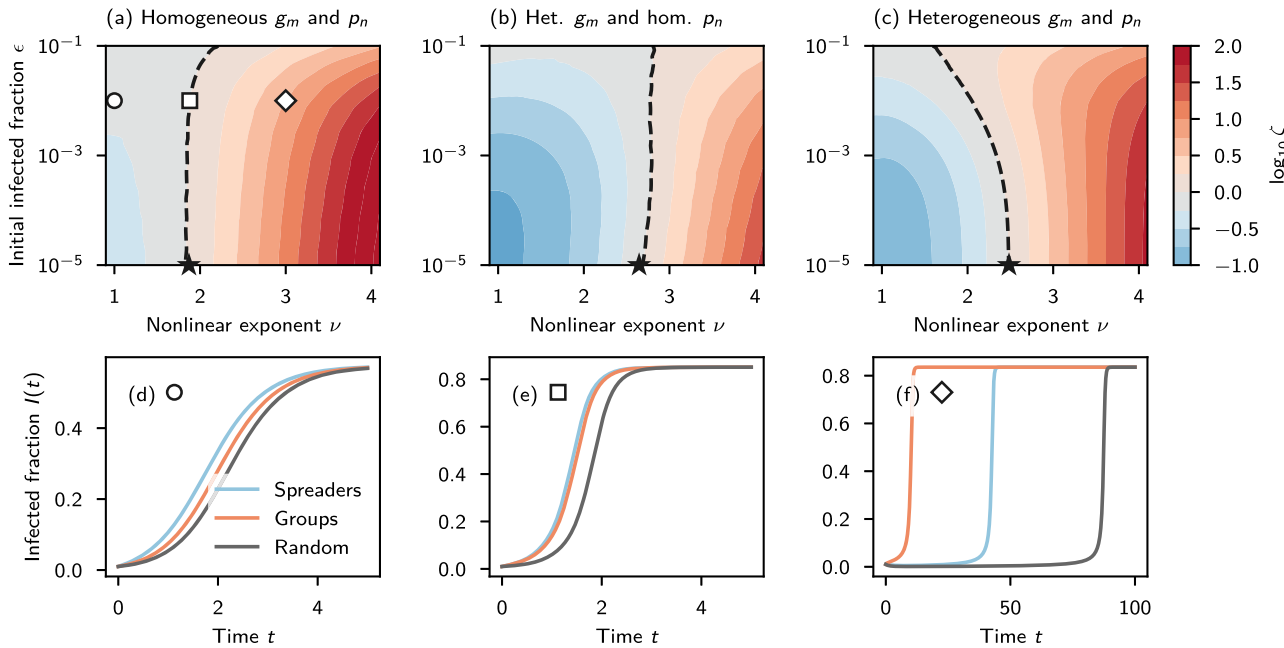 (a) Homogeneous g_m and p_n
(b) Het. g_m and hom. p_n
(c) Heterogeneous g_m and p_n
Initial infected fraction ϵ
10⁻¹
10⁻³
10⁻⁵
1
2
3
4
Nonlinear exponent ν
10⁻¹
10⁻³
10⁻⁵
1
2
3
4
Nonlinear exponent ν
10⁻¹
10⁻³
10⁻⁵
1
2
3
4
Nonlinear exponent ν
2.0
1.5
1.0
0.5
0.0
−0.5
−1.0
log₁₀ ζ
Infected fraction I(t)
(d)
0.4
0.2
0.0
Spreaders
Groups
Random
0
2
4
Time t
(e)
0.8
0.6
0.4
0.2
0.0
0
2
4
Time t
(f)
0.8
0.6
0.4
0.2
0.0
0
50
100
Time t